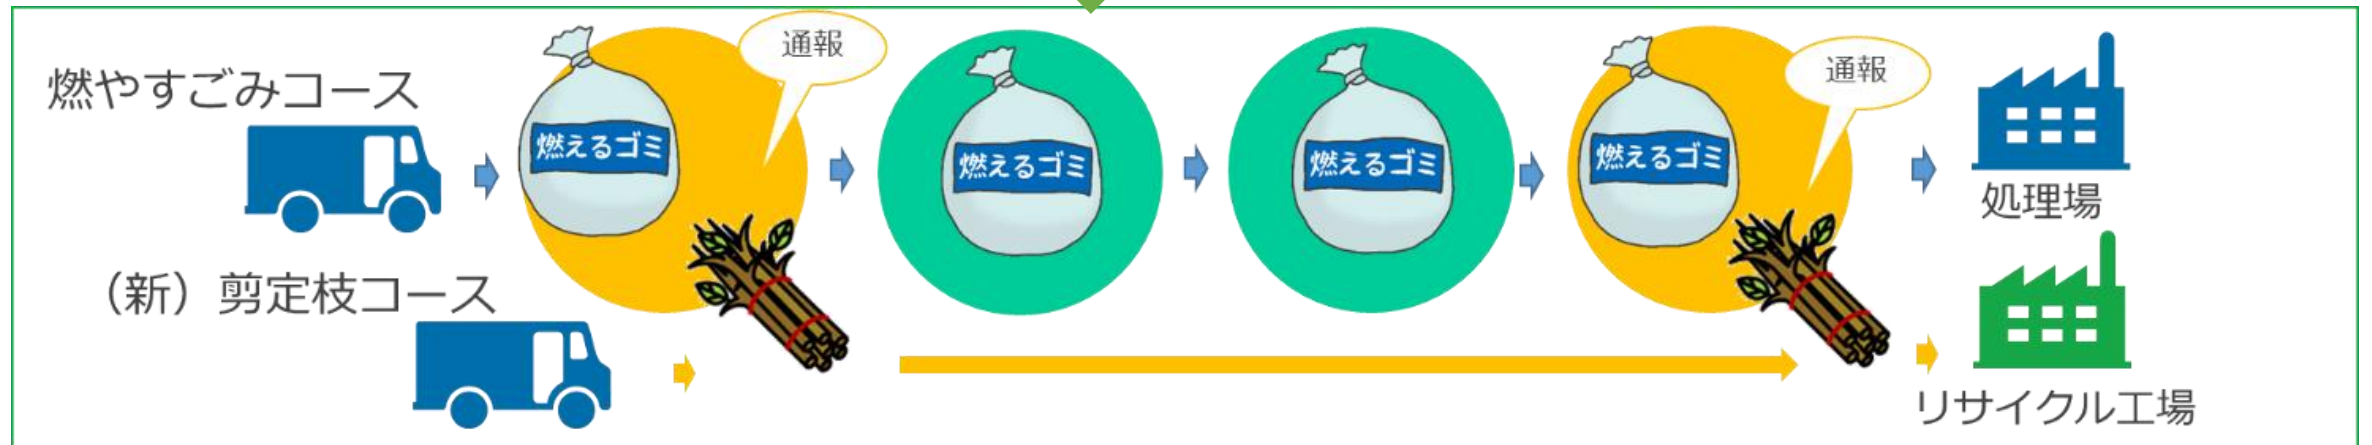 燃やすごみコース
通報
通報
燃えるゴミ
燃えるゴミ
燃えるゴミ
燃えるゴミ
処理場
（新）剪定枝コース
リサイクル工場